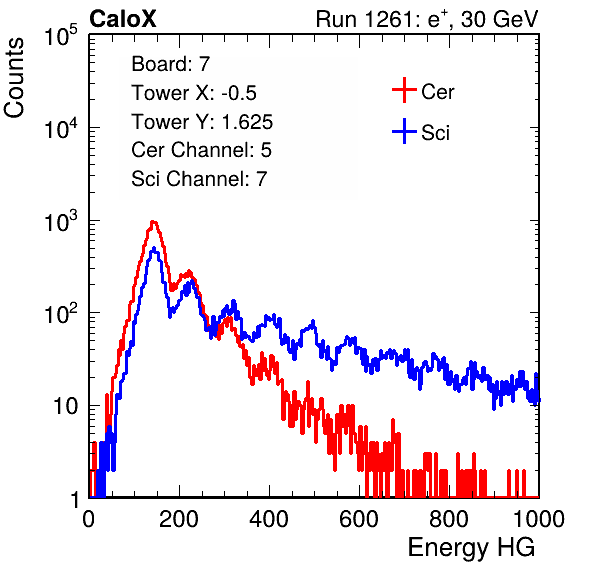 CaloX Run 1261: e⁺, 30 GeV
Board: 7
Tower X: -0.5
Tower Y: 1.625
Cer Channel: 5
Sci Channel: 7
Cer
Sci
Counts
10⁵
10⁴
10³
10²
10
1
0 200 400 600 800 1000
Energy HG